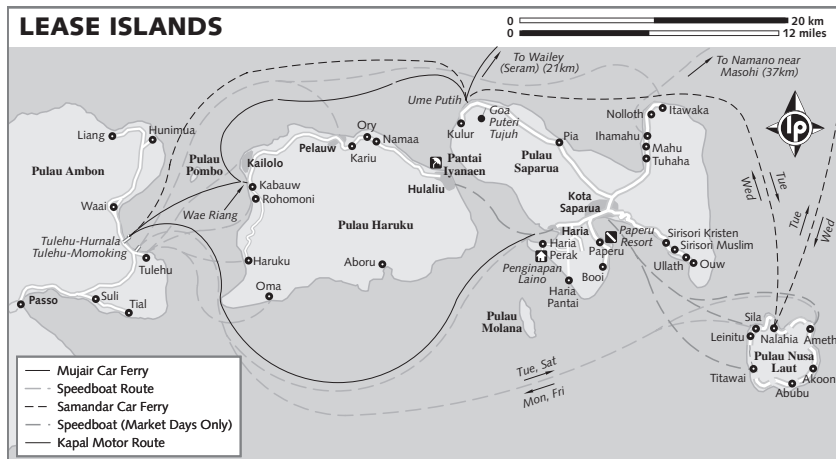 LEASE ISLANDS
0 20 km
0 12 miles
To Wailey
(Seram) (21km)
To Namano near
Masohi (37km)
Ume Putih
Goa
Puteri
Tujuh
Nolloth
Itawaka
Liang
Hunimua
Ory
Kulur
Ihamahu
Pelauw
Namaa
Pia
Mahu
Pulau Ambon
Pulau
Pombo
Kailolo
Kariu
Pantai
Iyanaen
Pulau
Saparua
Tuhaha
Kabauw
Rohomoni
Hulaliu
Kota
Saparua
Waai
Wae Riang
Pulau Haruku
Haria
Paperu
Resort
Tue
Wed
Tue
Wed
Tulehu-Hurnala
Tulehu-Momoking
Haria
Perak
Paperu
Sirisori Kristen
Sirisori Muslim
Tulehu
Haruku
Aboru
Penginapan
Laino
Booi
Ullath
Ouw
Passo
Suli
Tial
Oma
Haria
Pantai
Pulau
Molana
Sila
Nalahia
Ameth
Leinitu
Pulau Nusa
Laut
Tue, Sat
Mon, Fri
Titawai
Akoon
Abubu
Mujair Car Ferry
Speedboat Route
Samandar Car Ferry
Speedboat (Market Days Only)
Kapal Motor Route
lp